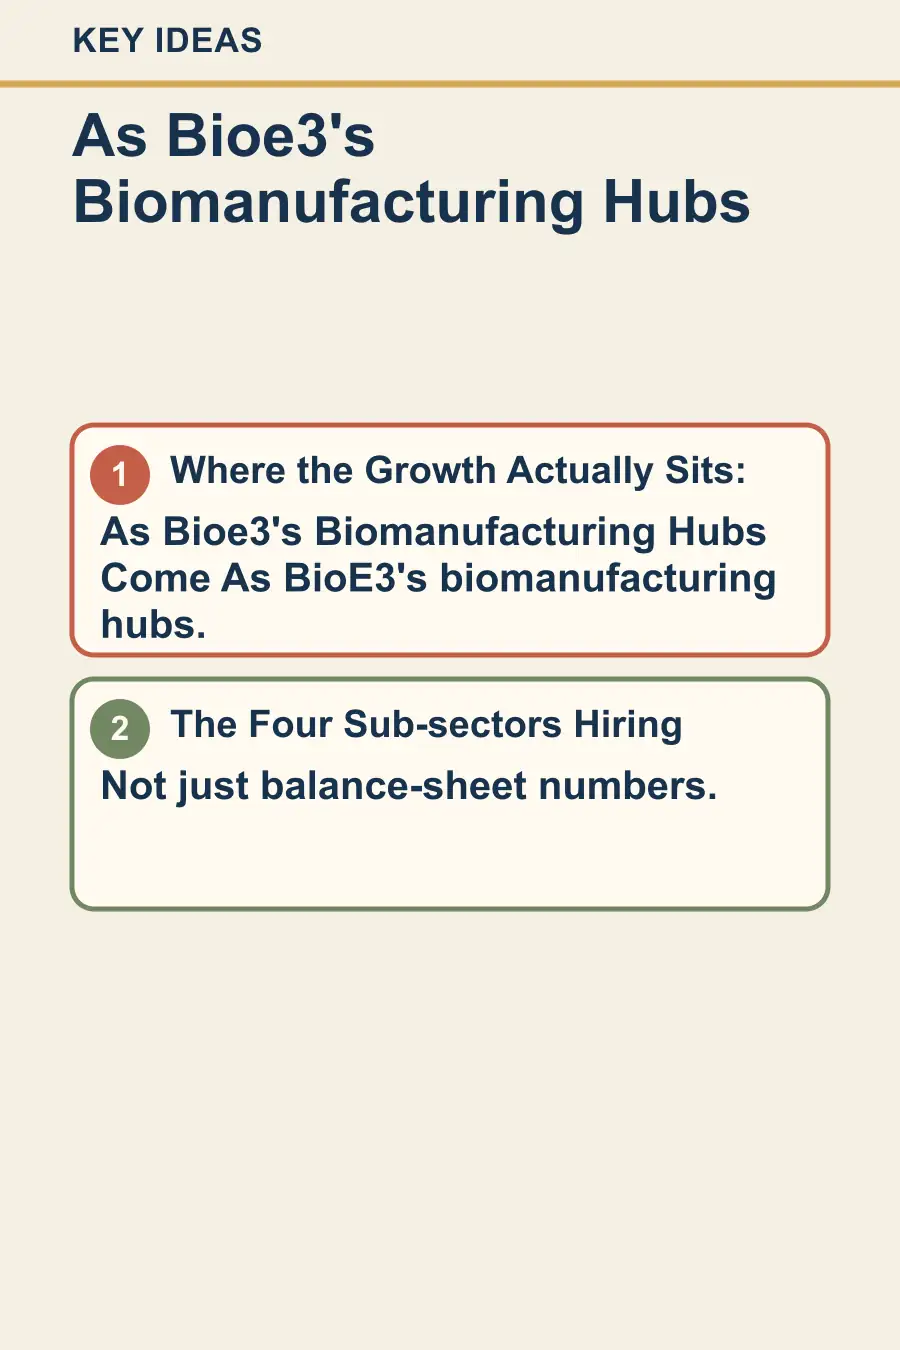 KEY IDEAS
As Bioe3's
Biomanufacturing Hubs
1 Where the Growth Actually Sits:
As Bioe3's Biomanufacturing Hubs
Come As BioE3's biomanufacturing
hubs.
2 The Four Sub-sectors Hiring
Not just balance-sheet numbers.